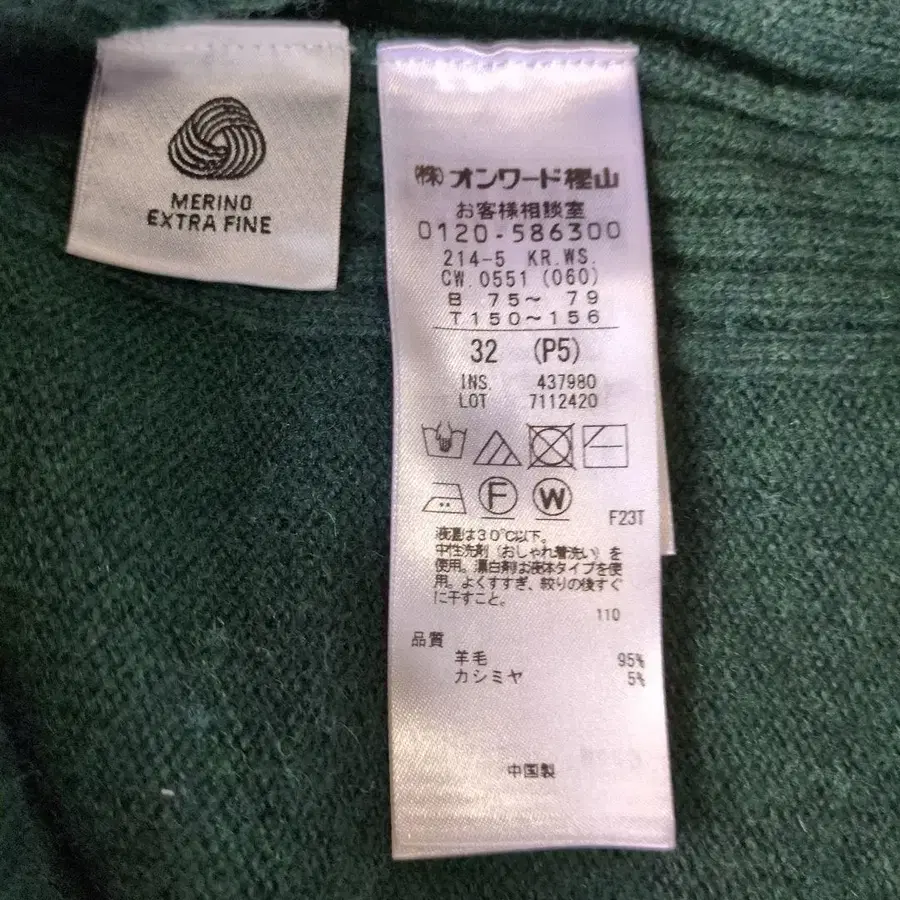 MERINO
EXTRA FINE
㈱オンワード樫山
お客様相談室
0120-586300
214-5 KR.WS.
CW.0551 (060)
B 75〜 79
T150〜156
32 (P5)
INS. 437980
LOT 7112420
F W
F23T
液温は30℃以下。
中性洗剤（おしゃれ着洗い）を
使用。漂白剤は液体タイプを使
用。よくすすぎ、絞りの後すぐ
に干すこと。
110
品質
羊毛 95%
カシミヤ 5%
中国製